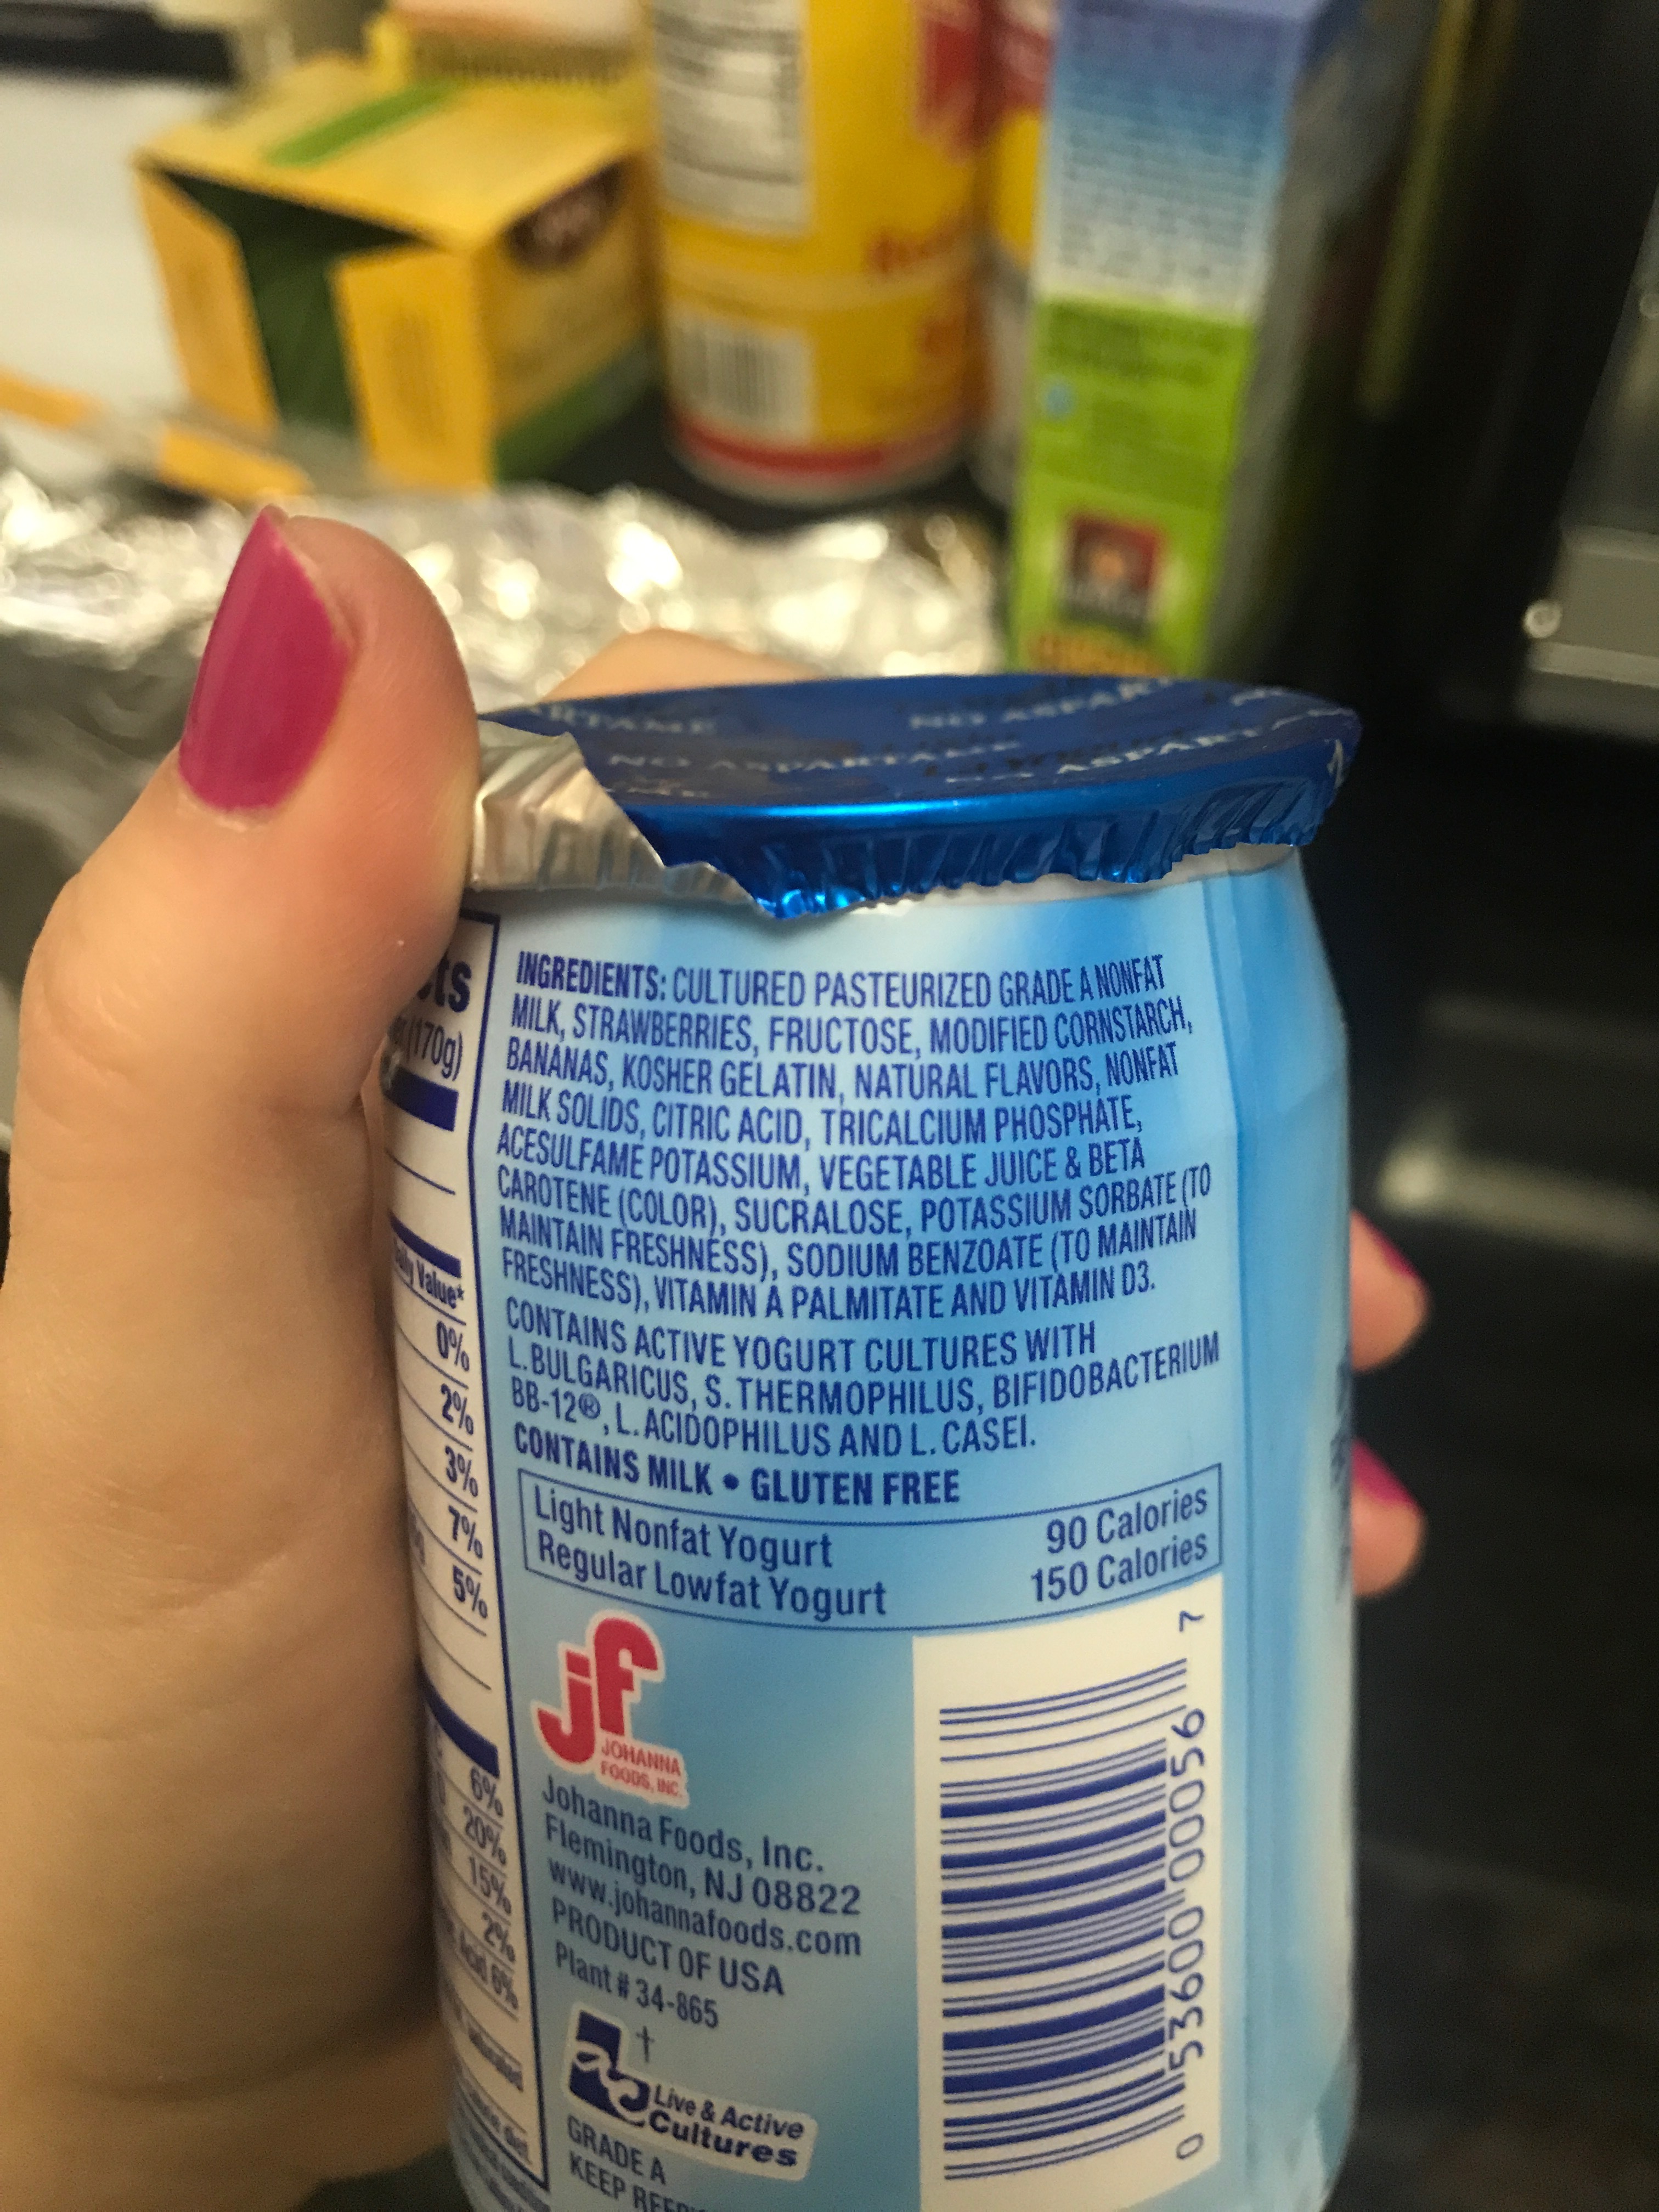 NO ASPARTAME
NO ASPARTAME
INGREDIENTS: CULTURED PASTEURIZED GRADE A NONFAT
MILK, STRAWBERRIES, FRUCTOSE, MODIFIED CORNSTARCH,
BANANAS, KOSHER GELATIN, NATURAL FLAVORS, NONFAT
MILK SOLIDS, CITRIC ACID, TRICALCIUM PHOSPHATE,
ACESULFAME POTASSIUM, VEGETABLE JUICE & BETA
CAROTENE (COLOR), SUCRALOSE, POTASSIUM SORBATE (TO
MAINTAIN FRESHNESS), SODIUM BENZOATE (TO MAINTAIN
FRESHNESS), VITAMIN A PALMITATE AND VITAMIN D3.
CONTAINS ACTIVE YOGURT CULTURES WITH
L.BULGARICUS, S. THERMOPHILUS, BIFIDOBACTERIUM
BB-12®, L. ACIDOPHILUS AND L. CASEI.
CONTAINS MILK • GLUTEN FREE
Light Nonfat Yogurt 90 Calories
Regular Lowfat Yogurt 150 Calories
jf
JOHANNA
FOODS, INC.
Johanna Foods, Inc.
Flemington, NJ 08822
www.johannafoods.com
PRODUCT OF USA
Plant # 34-865
†
Live & Active
Cultures
GRADE A
KEEP
0 53600 00056 7
(170g)
Value*
0%
2%
3%
7%
5%
6%
20%
15%
2%
Acid 6%